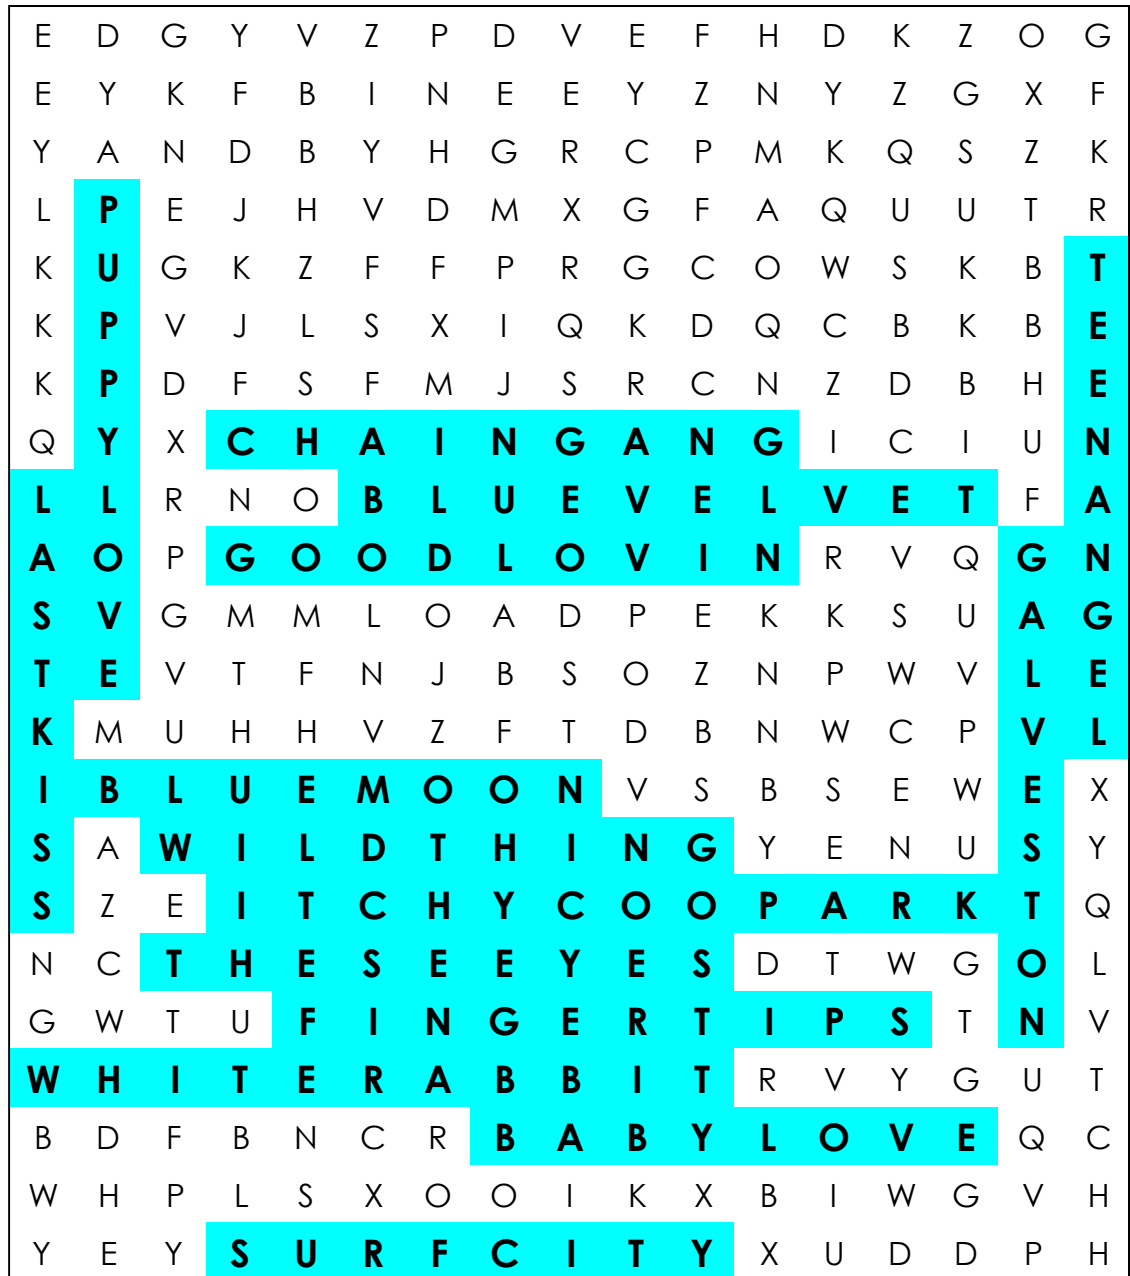 E D G Y V Z P D V E F H D K Z O G
E Y K F B I N E E Y Z N Y Z G X F
Y A N D B Y H G R C P M K Q S Z K
L P E J H V D M X G F A Q U U T R
K U G K Z F F P R G C O W S K B T
K P V J L S X I Q K D Q C B K B E
K P D F S F M J S R C N Z D B H E
Q Y X C H A I N G A N G I C I U N
L L R N O B L U E V E L V E T F A
A O P G O O D L O V I N R V Q G N
S V G M M L O A D P E K K S U A G
T E V T F N J B S O Z N P W V L E
K M U H H V Z F T D B N W C P V L
I B L U E M O O N V S B S E W E X
S A W I L D T H I N G Y E N U S Y
S Z E I T C H Y C O O P A R K T Q
N C T H E S E E Y E S D T W G O L
G W T U F I N G E R T I P S T N V
W H I T E R A B B I T R V Y G U T
B D F B N C R B A B Y L O V E Q C
W H P L S X O O I K X B I W G V H
Y E Y S U R F C I T Y X U D D P H